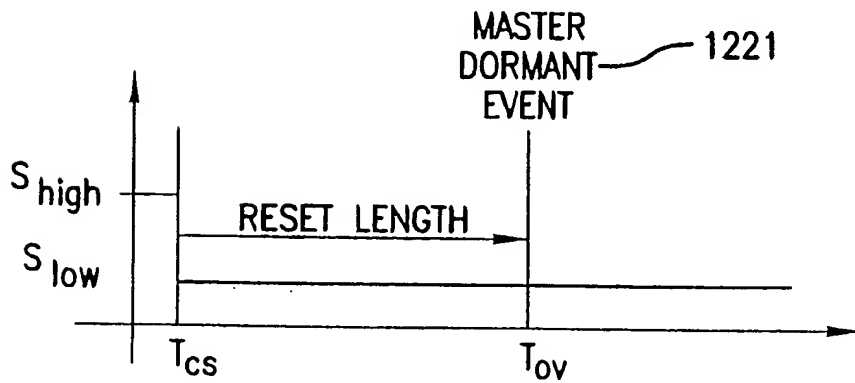 MASTER
DORMANT
EVENT
1221
S high
RESET LENGTH
S low
T CS
T OV